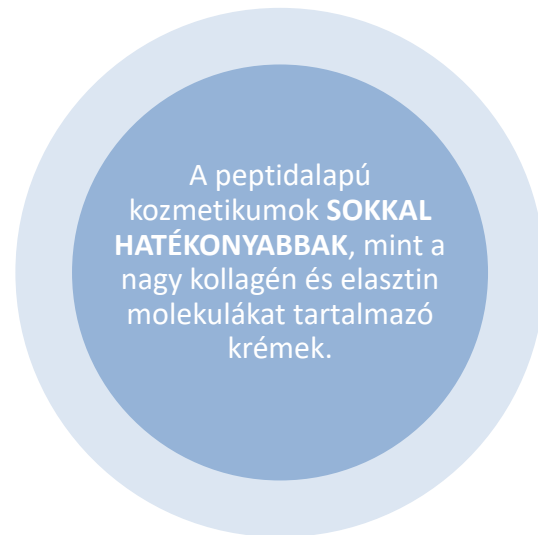 A peptidalapú
kozmetikumok SOKKAL
HATÉKONYABBAK, mint a
nagy kollagén és elasztin
molekulákat tartalmazó
krémek.